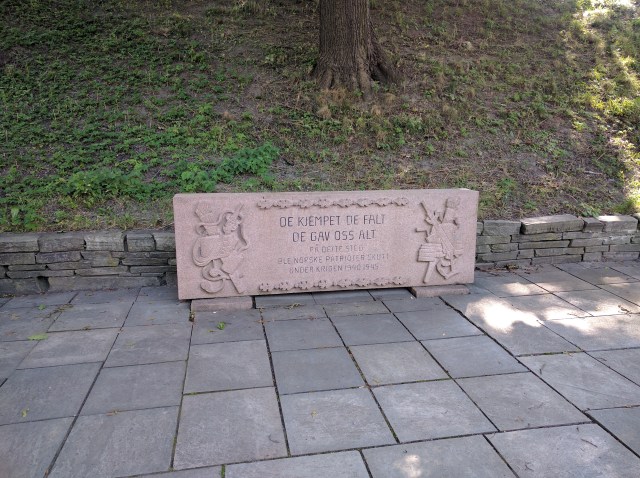 DE KJEMPET DE FALT
DE GAV OSS ALT
PÅ DETTE STED
BLE NORSKE PATRIOTER SKUTT
UNDER KRIGEN 1940-1945